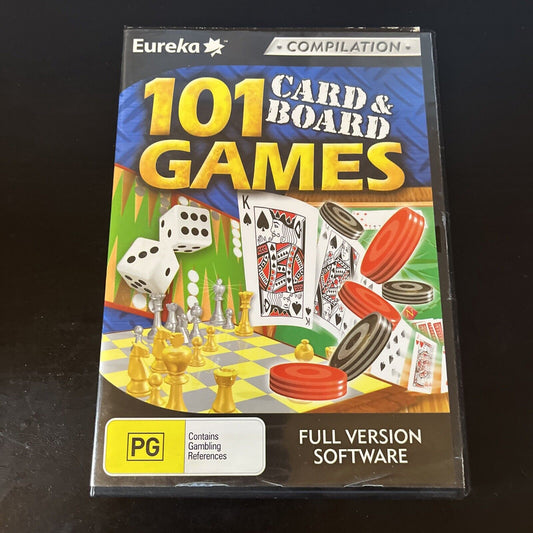 Eureka
COMPILATION
101 CARD &
BOARD
GAMES
K
K
PG
Contains
Gambling
References
FULL VERSION
SOFTWARE